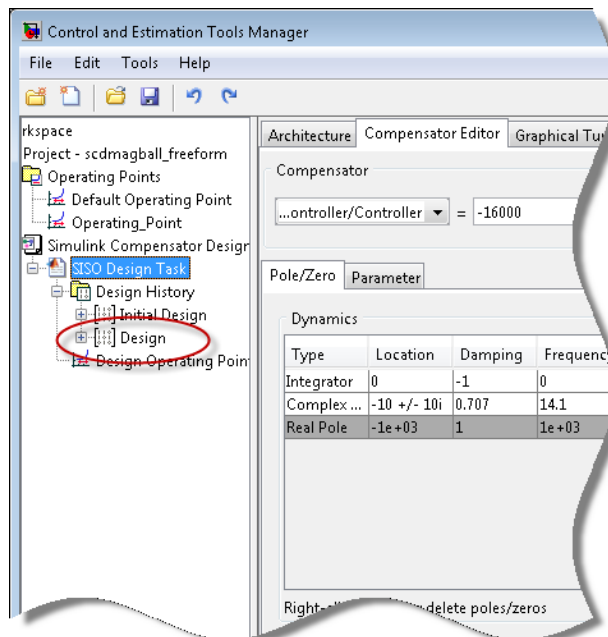 Control and Estimation Tools Manager
File Edit Tools Help
rkspace
Project - scdmagball_freeform
Operating Points
Default Operating Point
Operating_Point
Simulink Compensator Design
SISO Design Task
Design History
Initial Design
Design
Design Operating Poin
Architecture Compensator Editor Graphical Tu
Compensator
...ontroller/Controller = -16000
Pole/Zero Parameter
Dynamics
Type Location Damping Frequency
Integrator 0 -1 0
Complex ... -10 +/- 10i 0.707 14.1
Real Pole -1e+03 1 1e+03
delete poles/zeros